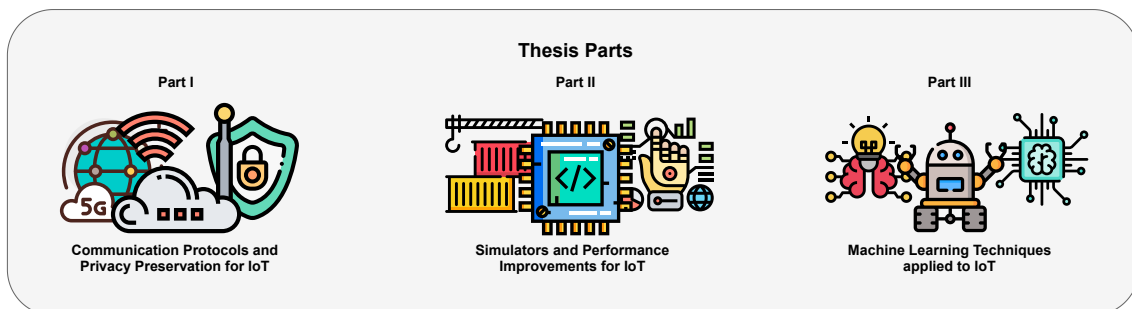 Thesis Parts
Part I
Part II
Part III
5G
</>
Communication Protocols and
Privacy Preservation for IoT
Simulators and Performance
Improvements for IoT
Machine Learning Techniques
applied to IoT